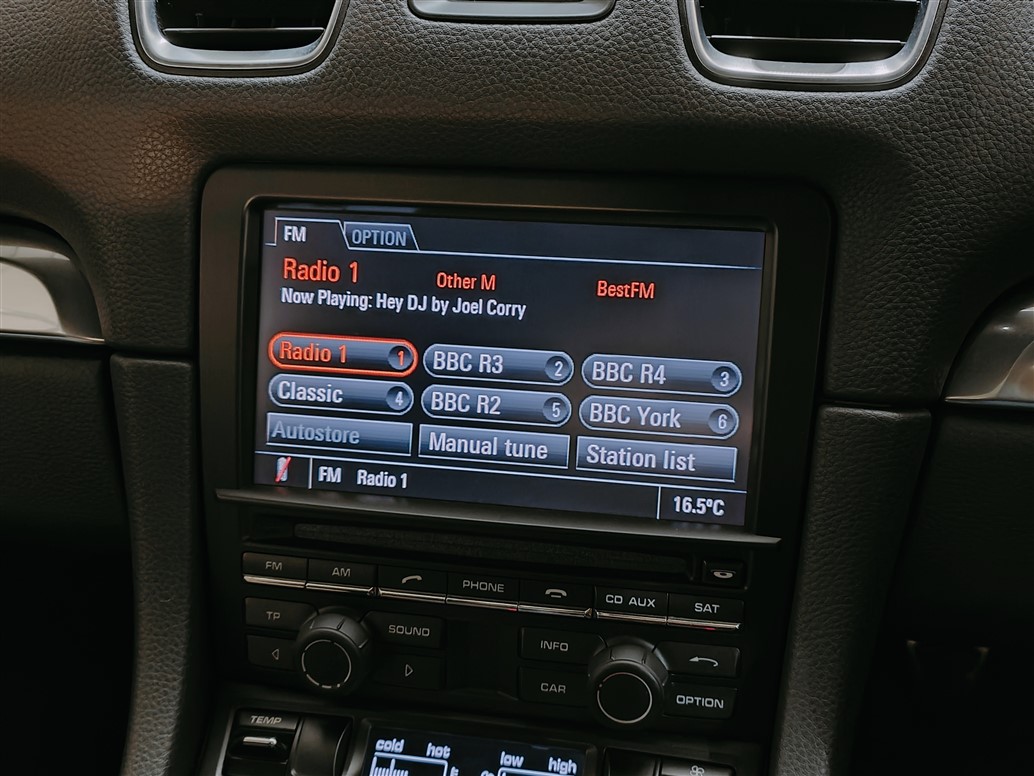 FM OPTION
Radio 1 Other M BestFM
Now Playing: Hey DJ by Joel Corry
Radio 1 1 BBC R3 2 BBC R4 3
Classic 4 BBC R2 5 BBC York 6
Autostore Manual tune Station list
FM Radio 1 16.5ºC
FM AM PHONE CD AUX SAT
TP SOUND INFO
CAR OPTION
TEMP
cold hot low high